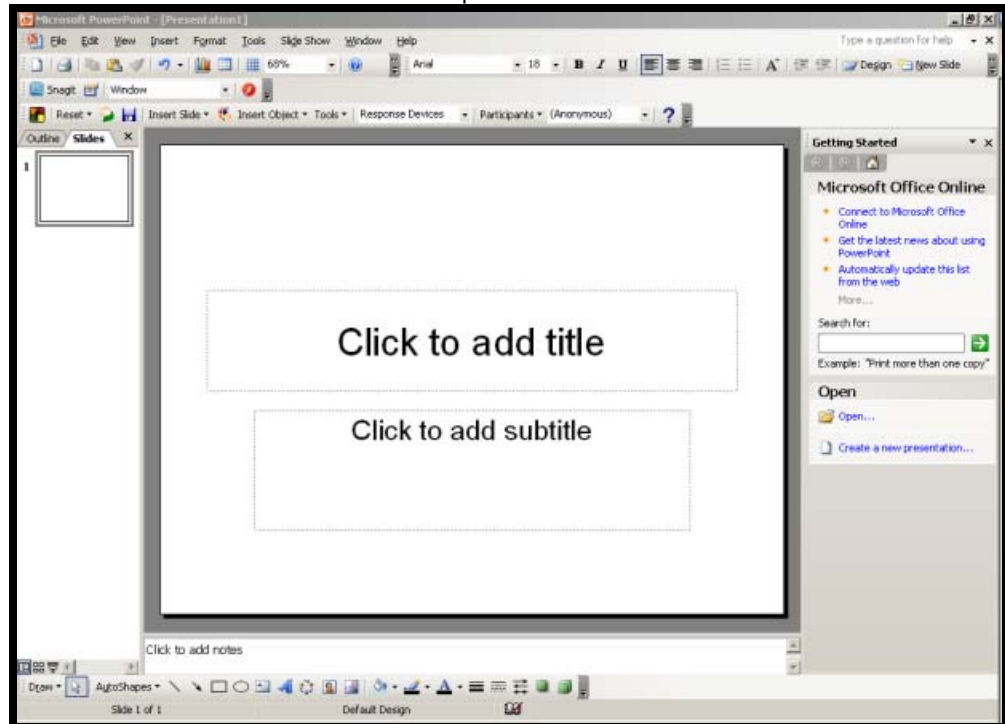 Microsoft PowerPoint - [Presentation1]
File Edit View Insert Format Tools Slide Show Window Help Type a question for help
68% Arial 18 B I U Design New Slide
SnagIt Window
Reset Insert Slide Insert Object Tools Response Devices Participants (Anonymous)
Outline Slides
1
Click to add title
Click to add subtitle
Click to add notes
Getting Started
Microsoft Office Online
Connect to Microsoft Office
Online
Get the latest news about using
PowerPoint
Automatically update this list
from the web
More...
Search for:
Example: "Print more than one copy"
Open
Open...
Create a new presentation...
Draw AutoShapes
Slide 1 of 1 Default Design